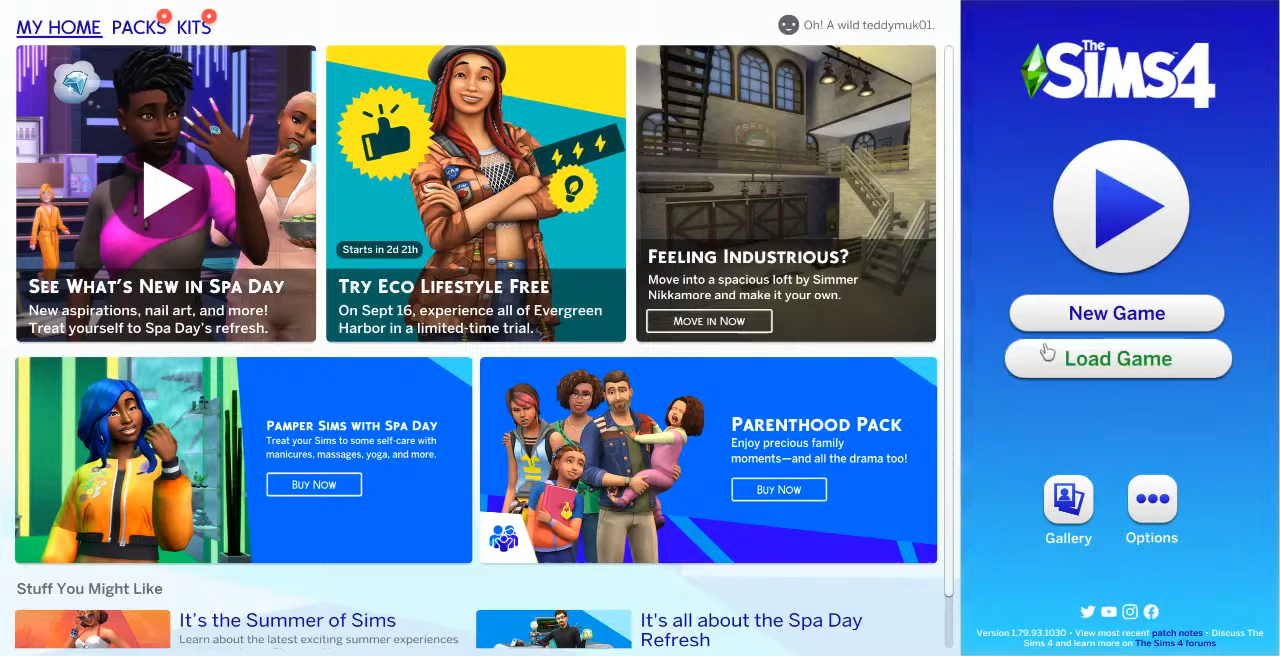 MY HOME PACKS KITS
Oh! A wild teddymuk01.
See What's New in Spa Day
New aspirations, nail art, and more!
Treat yourself to Spa Day's refresh.
Starts in 2d 21h
Try Eco Lifestyle Free
On Sept 16, experience all of Evergreen
Harbor in a limited-time trial.
Feeling Industrious?
Move into a spacious loft by Simmer
Nikkamore and make it your own.
Move in Now
Pamper Sims with Spa Day
Treat your Sims to some self-care with
manicures, massages, yoga, and more.
Buy Now
Parenthood Pack
Enjoy precious family
moments—and all the drama too!
Buy Now
Stuff You Might Like
It's the Summer of Sims
Learn about the latest exciting summer experiences
It's all about the Spa Day
Refresh
The Sims 4
New Game
Load Game
Gallery
Options
Version 1.79.93.1030 • View most recent patch notes • Discuss The
Sims 4 and learn more on The Sims 4 forums